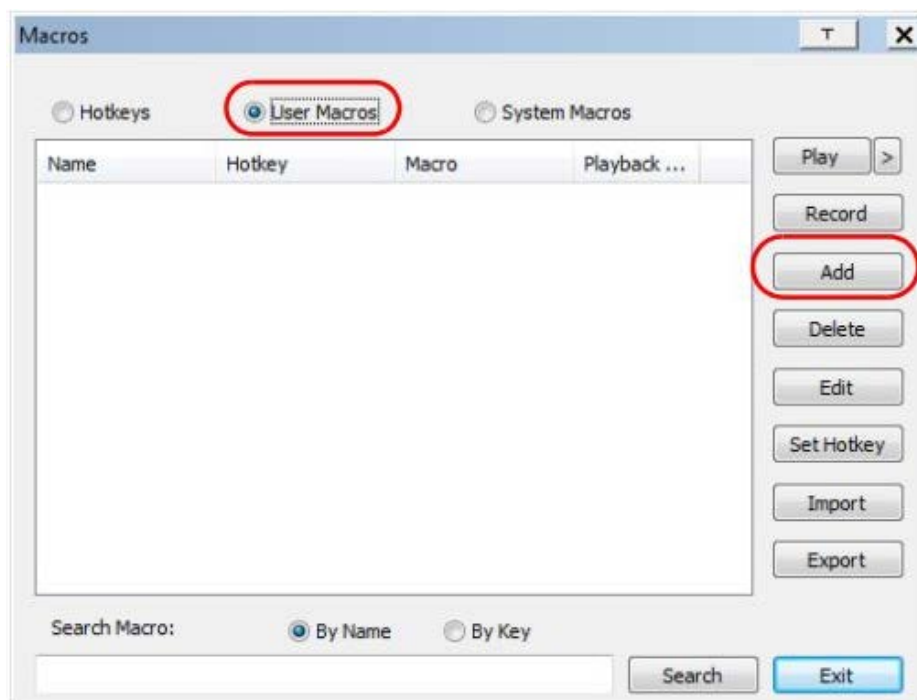 Macros T X
Hotkeys User Macros System Macros
Name Hotkey Macro Playback ... Play >
Record
Add
Delete
Edit
Set Hotkey
Import
Export
Search Macro: By Name By Key
Search Exit